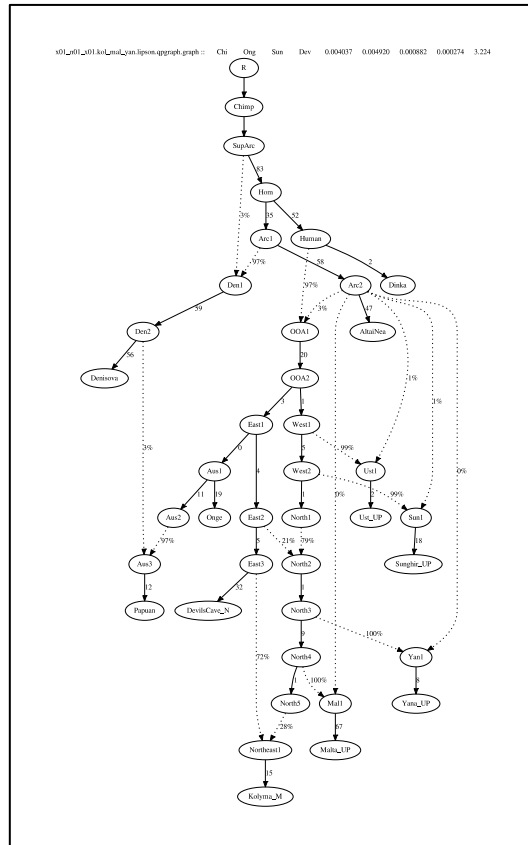 x01_n01_s01.kol_mal_yan.lipson.qpgraph.graph :: Chi Ong Sun Dev 0.004037 0.004920 0.000882 0.000274 3.224
R
Chimp
SupArc
83
Hom
35 52
3% Arc1 Human
97% 58 2
Den1 97% Arc2 Dinka
59 3% 47
Den2 OOA1 AltaiNea
56 20
Denisova OOA2 1% 1%
3 1
East1 West1
0 4 5 99% 0%
3% Aus1 West2 Ust1
11 19 1 0% 2 99%
Aus2 Onge East2 North1 Ust_UP Sun1
97% 5 21% 79% 18
Aus3 East3 North2 Sunghir_UP
12 32 1
Papuan DevilsCave_N North3
9 100%
72% North4 Yan1
1 100% 8
North5 Mal1 Yana_UP
28% 67
Northeast1 Malta_UP
15
Kolyma_M